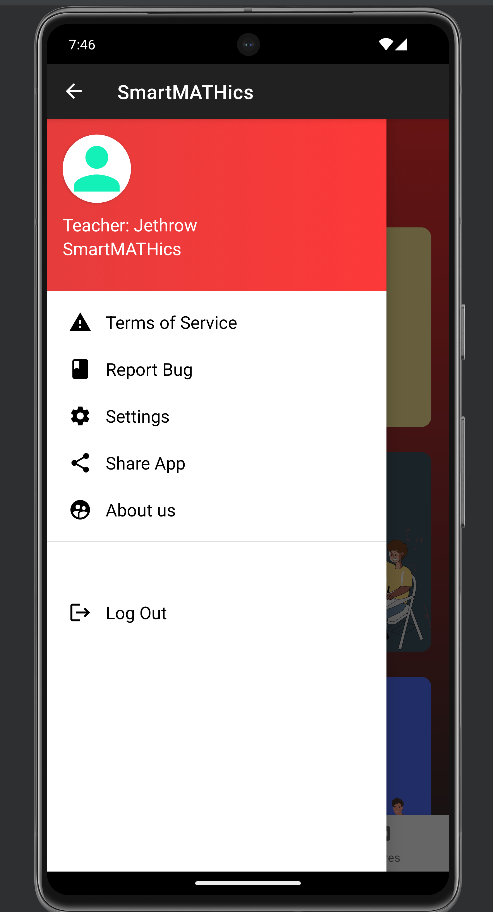 7:46
SmartMATHics
Teacher: Jethrow
SmartMATHics
Terms of Service
Report Bug
Settings
Share App
About us
Log Out
es